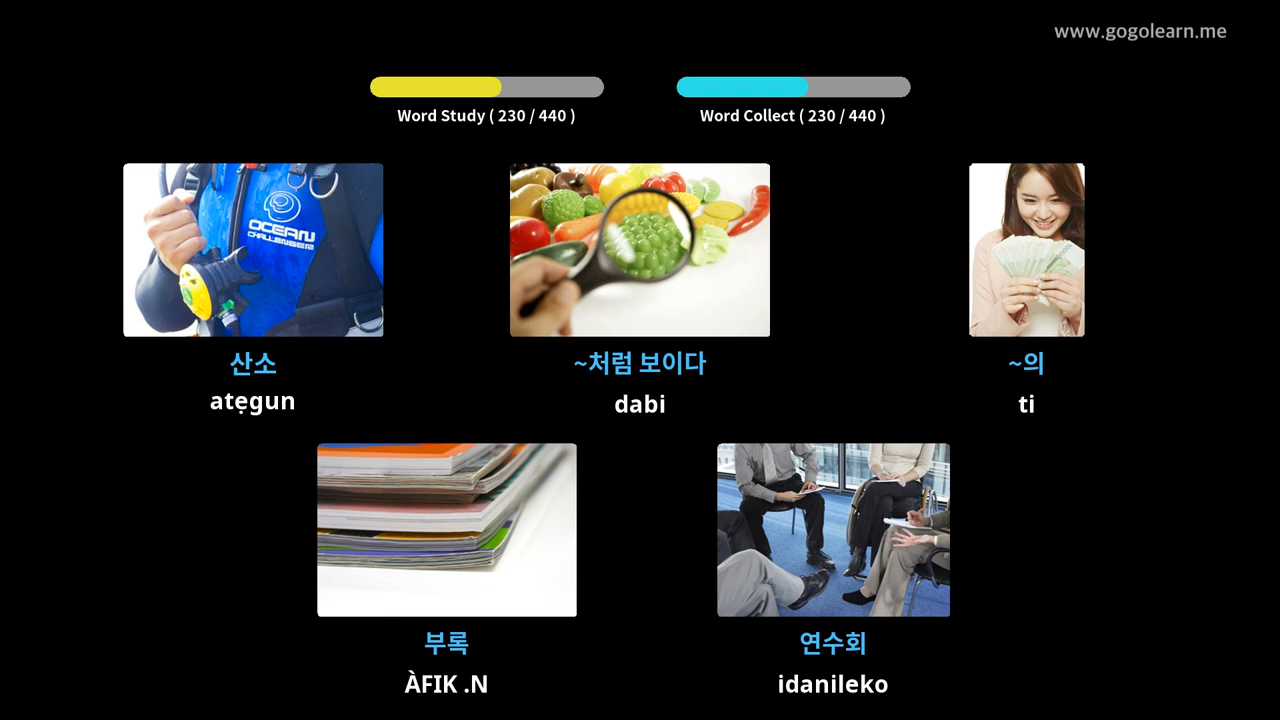 www.gogolearn.me
Word Study ( 230 / 440 )
Word Collect ( 230 / 440 )
OCEAN
CHALLENGER
산소
atẹgun
~처럼 보이다
dabi
~의
ti
부록
ÀFIK .N
연수회
idanileko